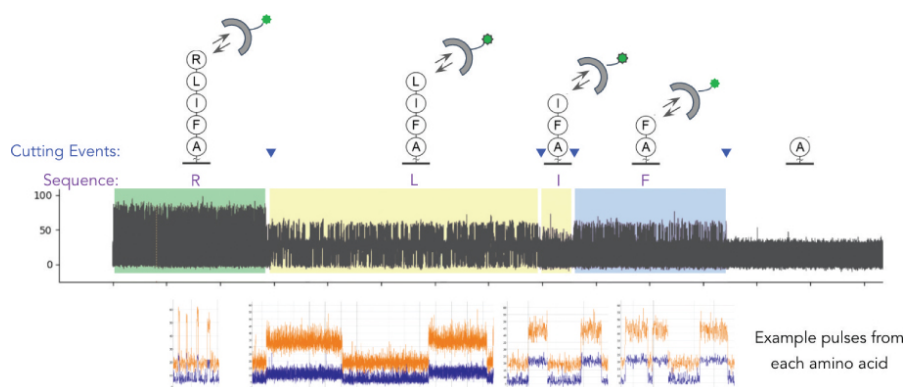 R
L
I
F
A
L
I
F
A
I
F
A
F
A
A
Cutting Events:
Sequence: R L I F
100
50
0
Example pulses from
each amino acid